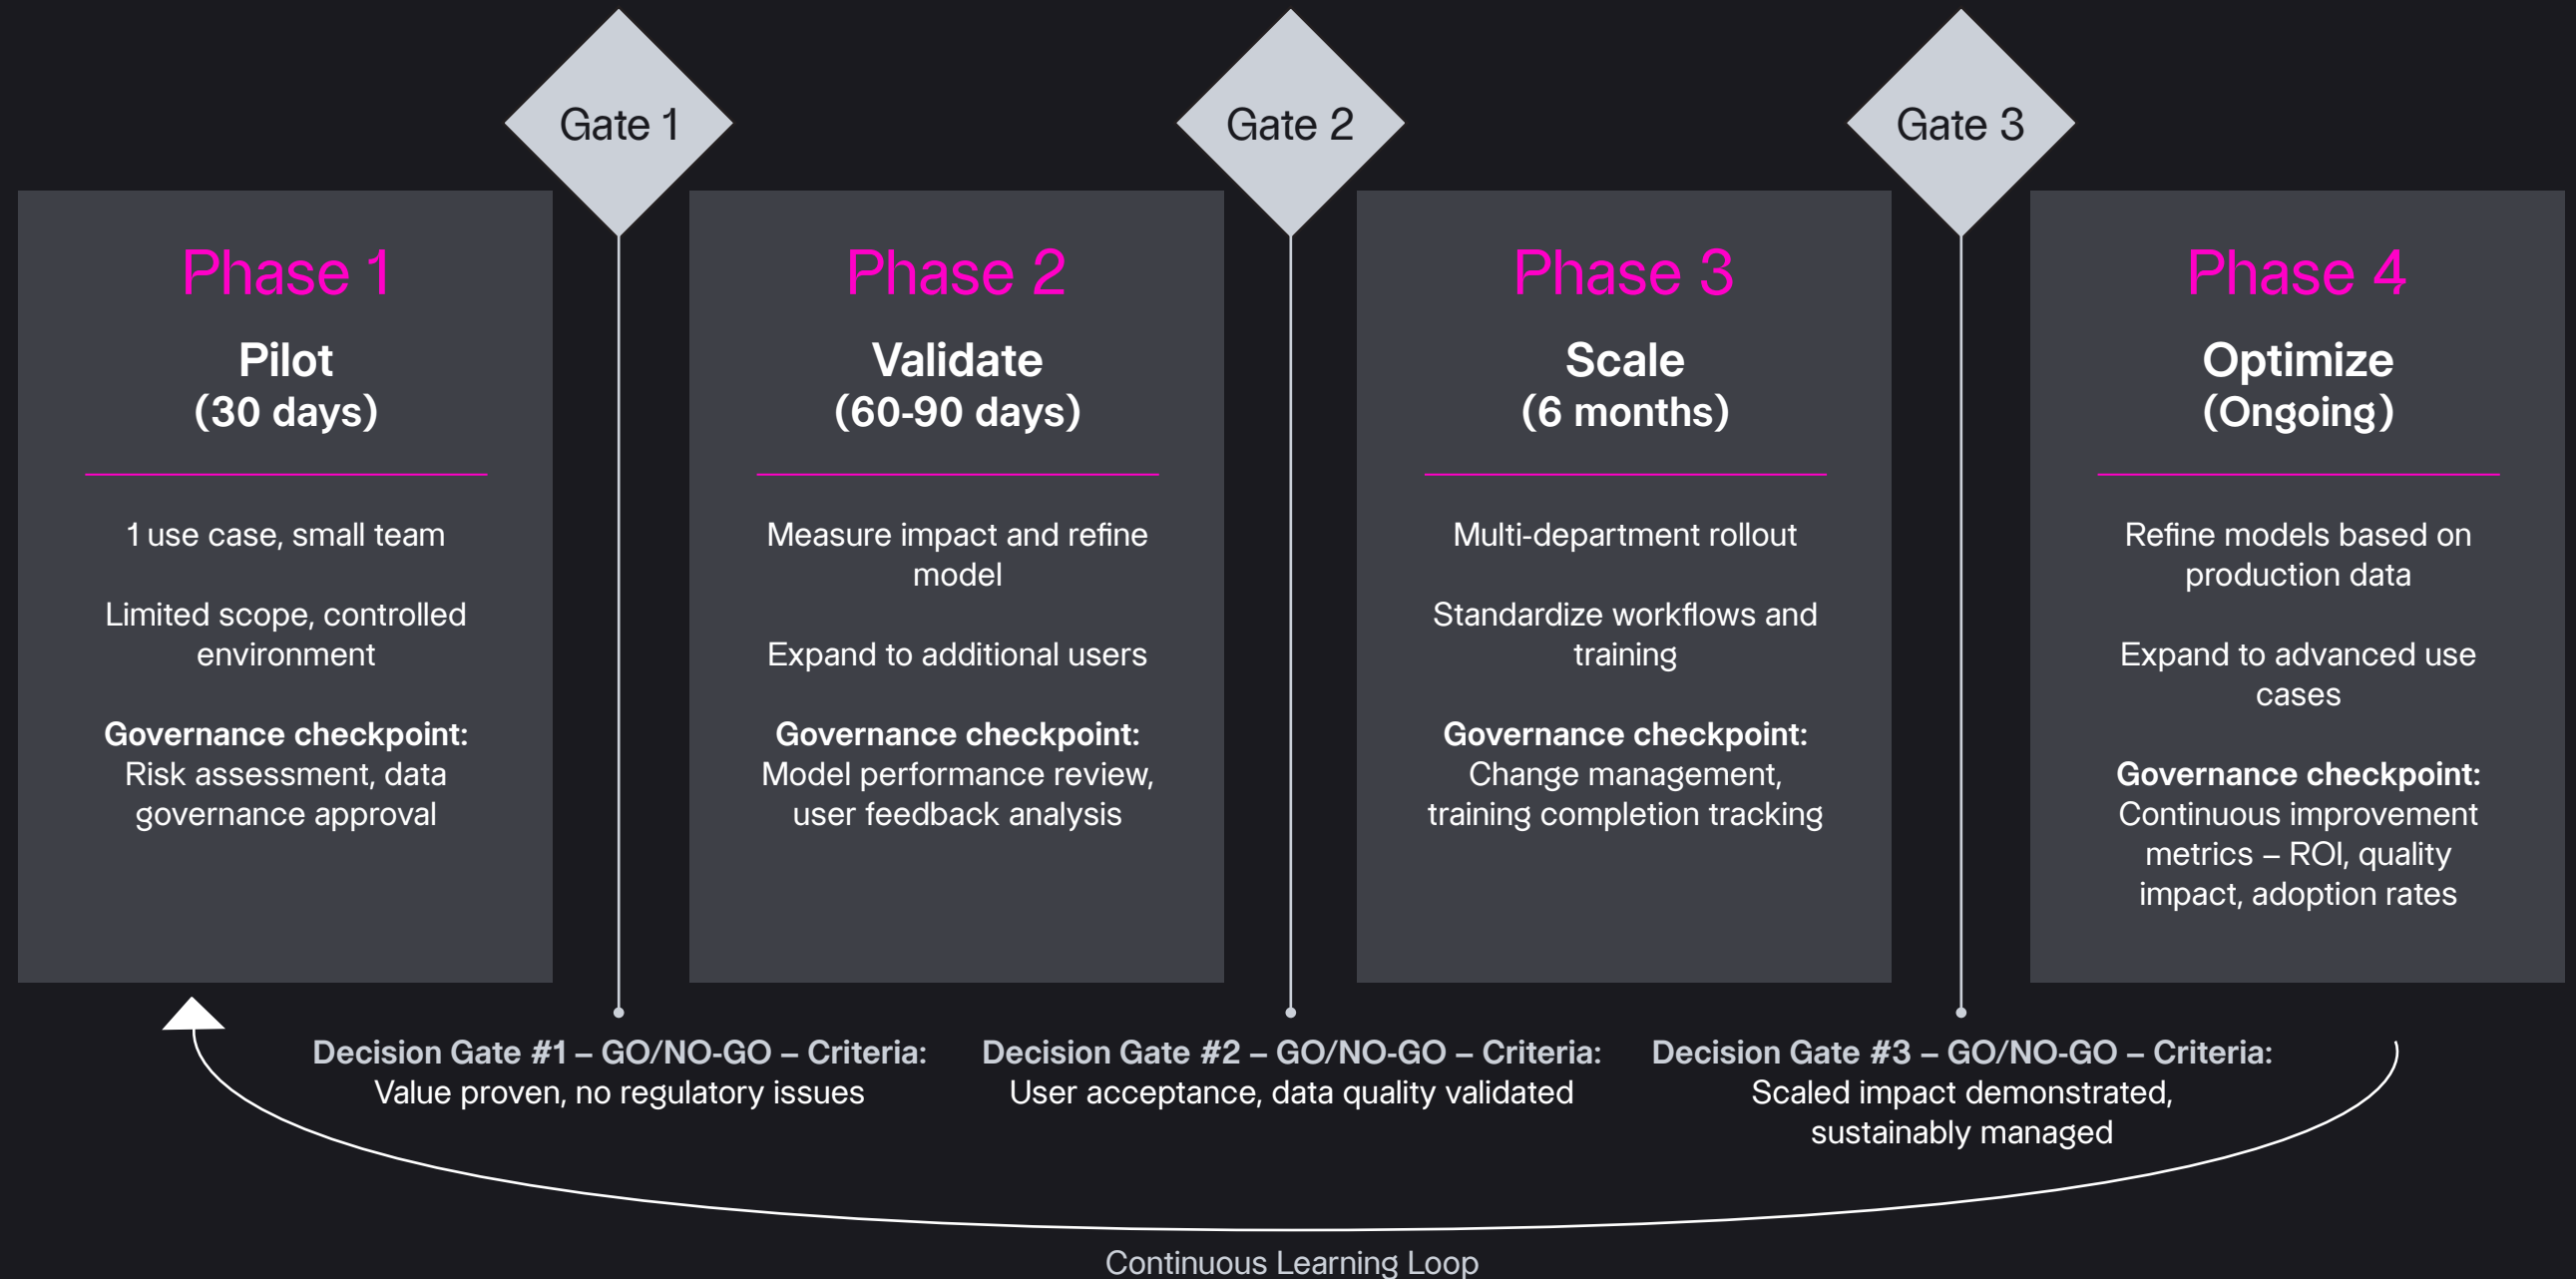 Gate 1
Gate 2
Gate 3
Phase 1
Pilot
(30 days)
1 use case, small team
Limited scope, controlled
environment
Governance checkpoint:
Risk assessment, data
governance approval
Phase 2
Validate
(60-90 days)
Measure impact and refine
model
Expand to additional users
Governance checkpoint:
Model performance review,
user feedback analysis
Phase 3
Scale
(6 months)
Multi-department rollout
Standardize workflows and
training
Governance checkpoint:
Change management,
training completion tracking
Phase 4
Optimize
(Ongoing)
Refine models based on
production data
Expand to advanced use
cases
Governance checkpoint:
Continuous improvement
metrics – ROI, quality
impact, adoption rates
Decision Gate #1 – GO/NO-GO – Criteria:
Value proven, no regulatory issues
Decision Gate #2 – GO/NO-GO – Criteria:
User acceptance, data quality validated
Decision Gate #3 – GO/NO-GO – Criteria:
Scaled impact demonstrated,
sustainably managed
Continuous Learning Loop